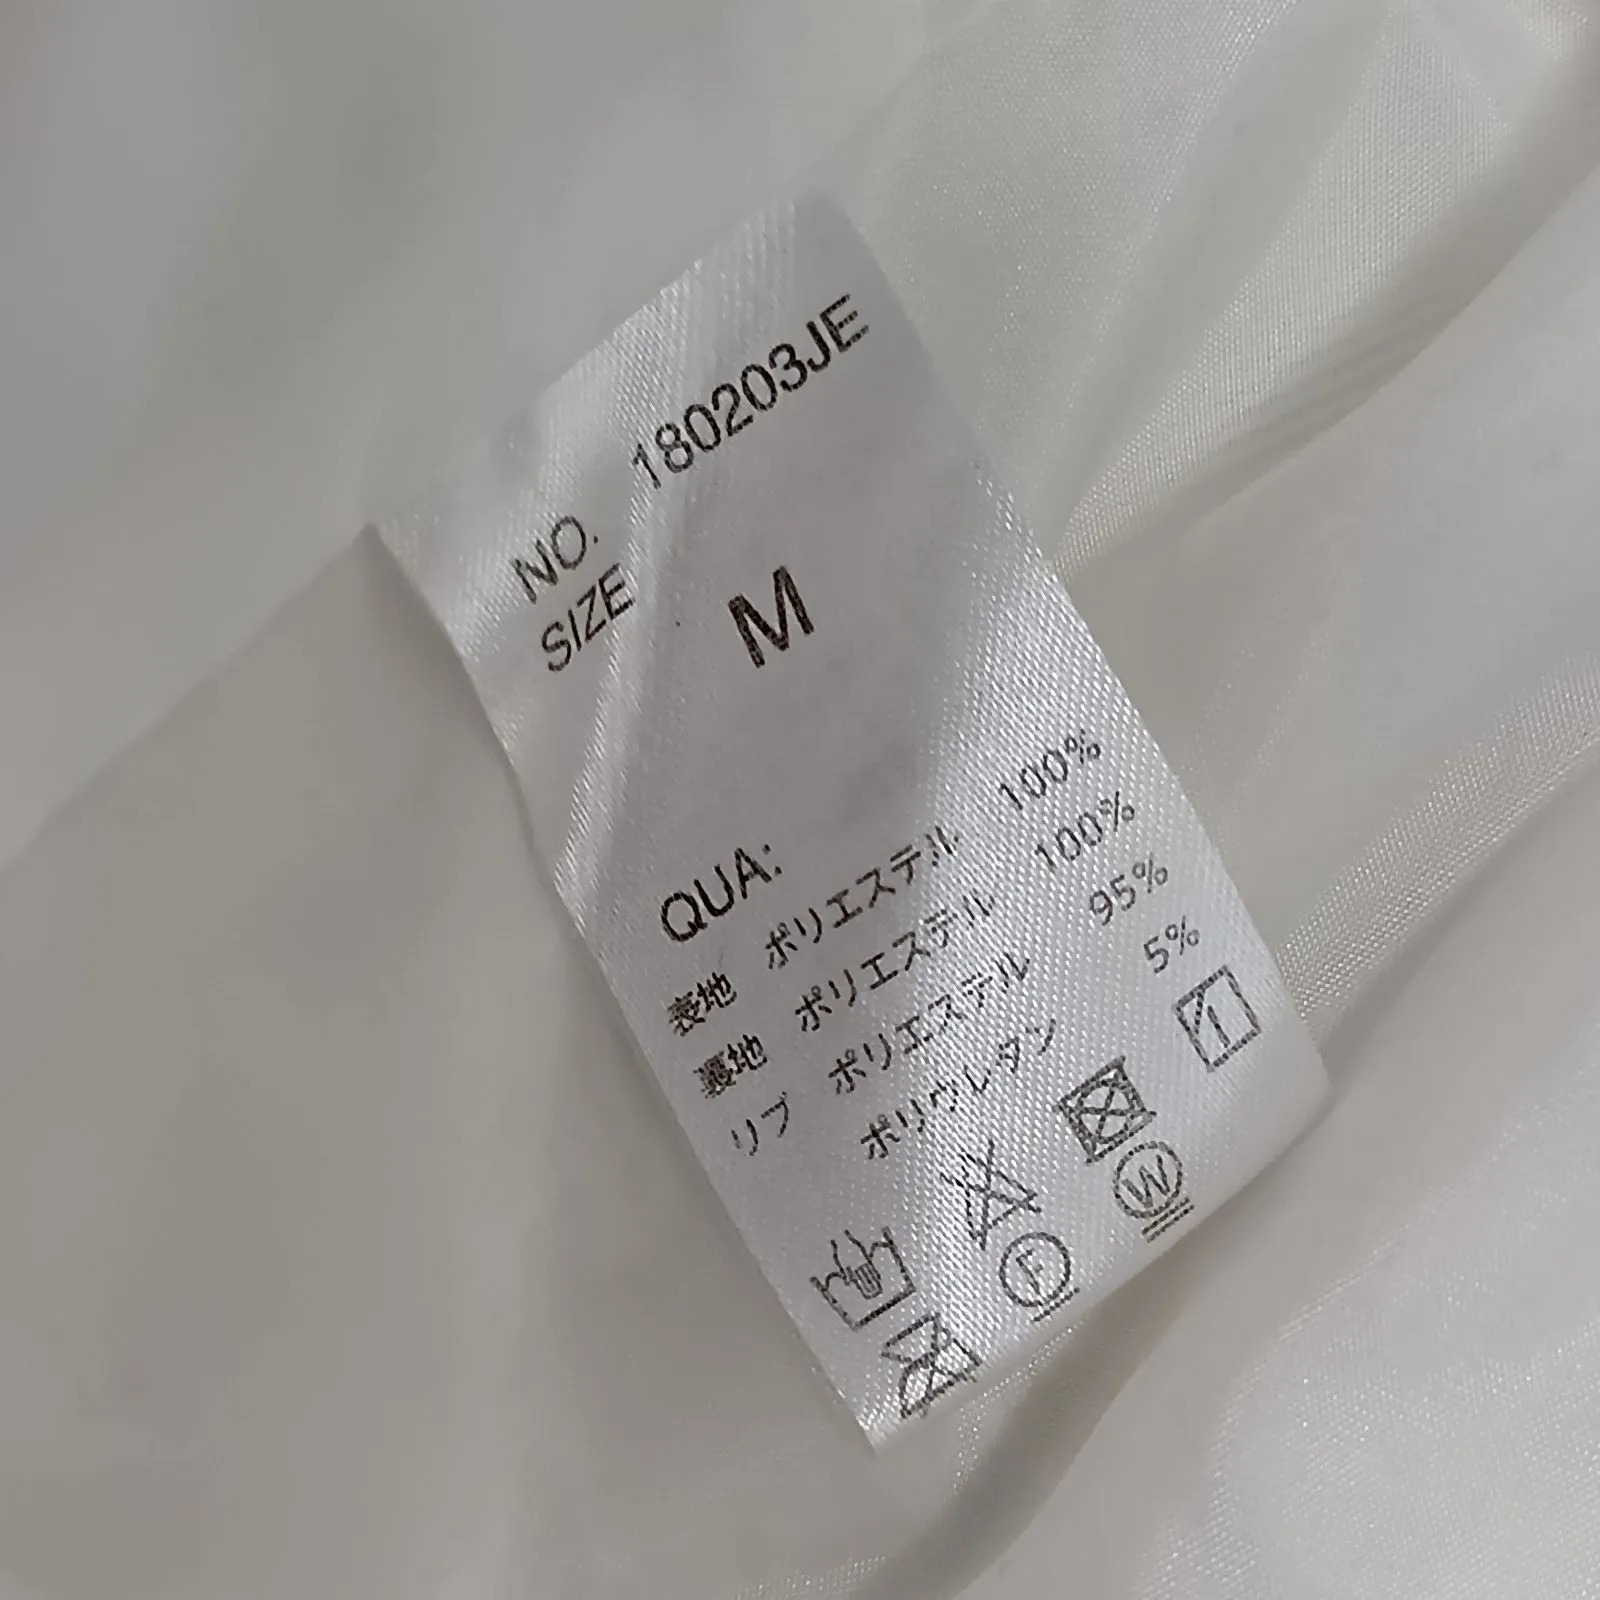 NO. 180203JE
SIZE M
QUA:
表地 ポリエステル 100%
裏地 ポリエステル 100%
リブ ポリエステル 95%
ポリウレタン 5%
F W